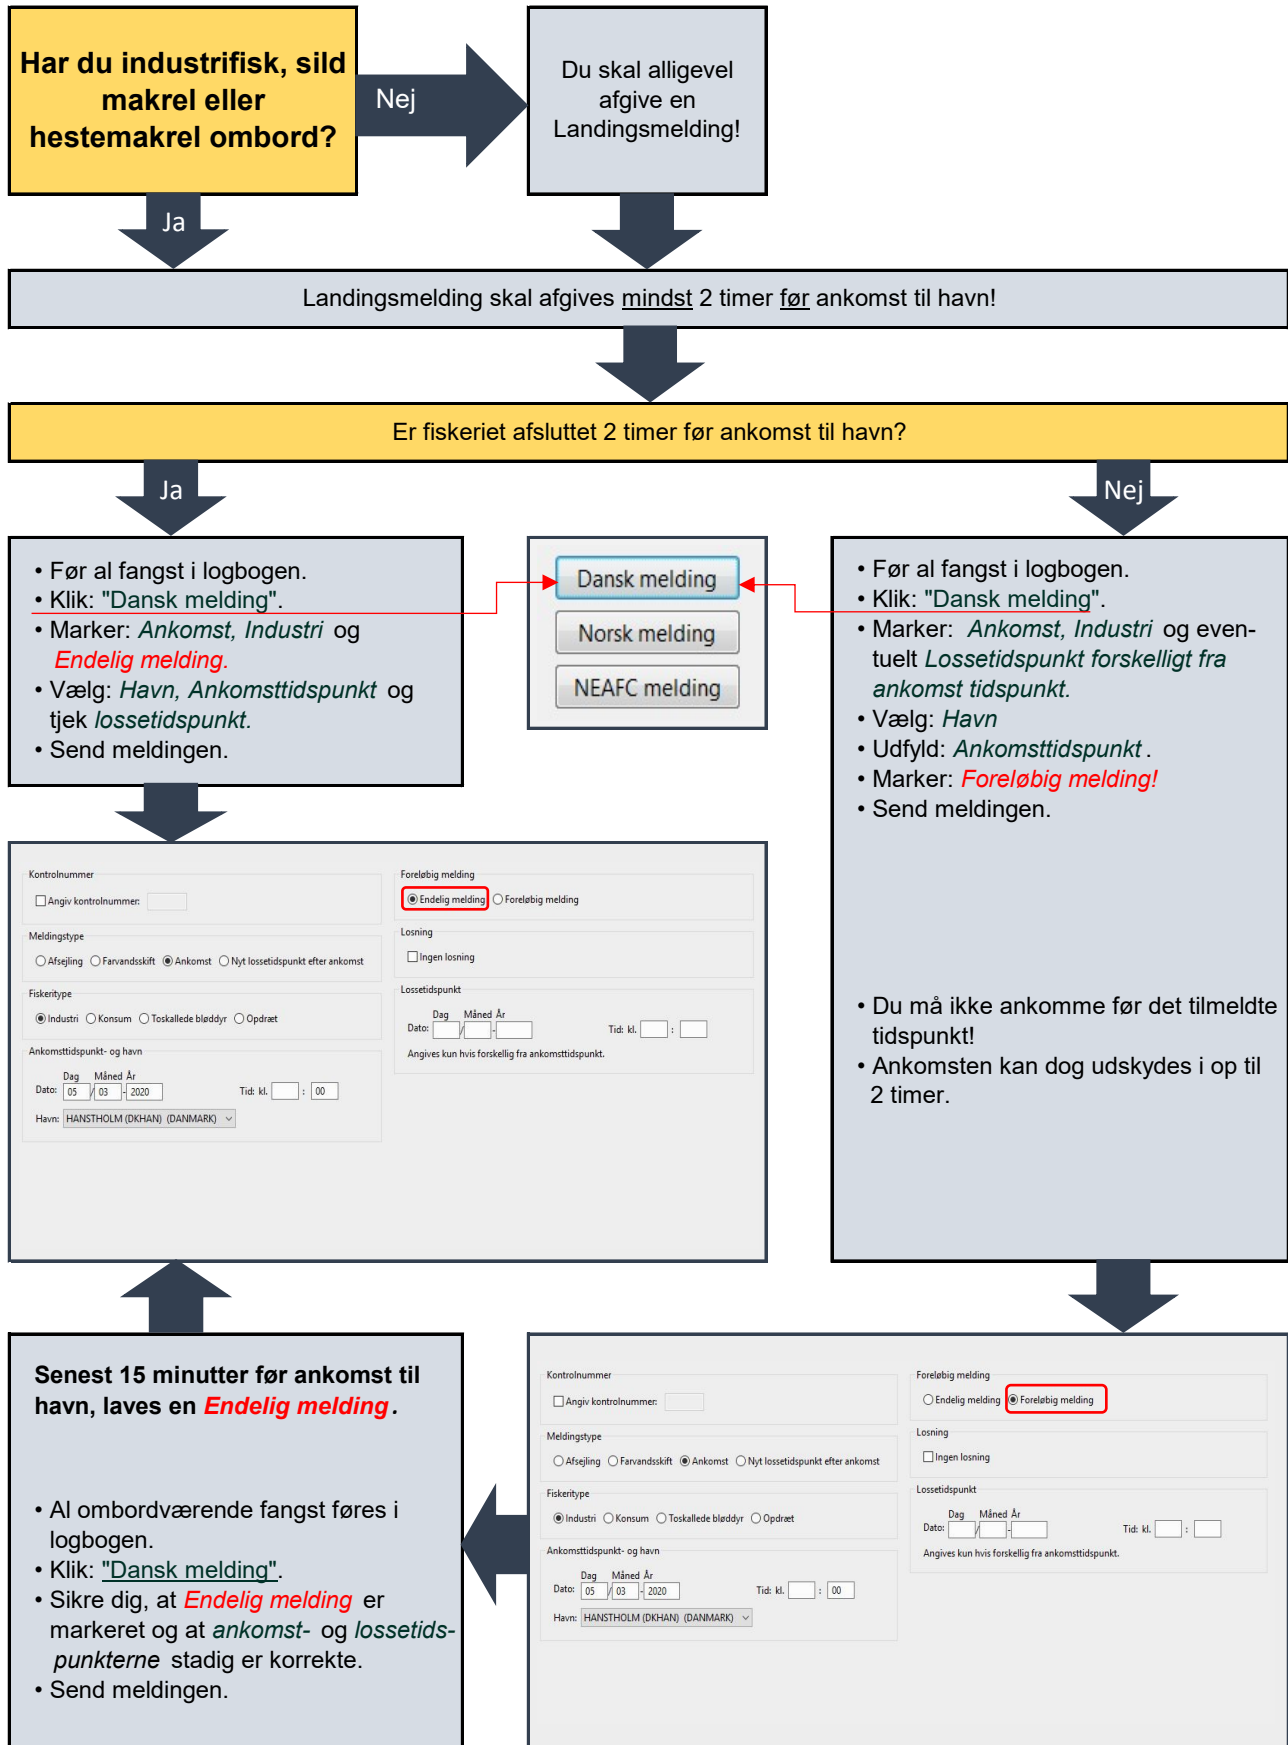 Har du industrifisk, sild
makrel eller
hestemakrel ombord?
Nej
Du skal alligevel
afgive en
Landingsmelding!
Ja
Landingsmelding skal afgives mindst 2 timer før ankomst til havn!
Er fiskeriet afsluttet 2 timer før ankomst til havn?
Ja
Nej
• Før al fangst i logbogen.
• Klik: "Dansk melding".
• Marker: Ankomst, Industri og
Endelig melding.
• Vælg: Havn, Ankomsttidspunkt og
tjek lossetidspunkt.
• Send meldingen.
Dansk melding
Norsk melding
NEAFC melding
• Før al fangst i logbogen.
• Klik: "Dansk melding".
• Marker: Ankomst, Industri og even-
tuelt Lossetidspunkt forskelligt fra
ankomst tidspunkt.
• Vælg: Havn
• Udfyld: Ankomsttidspunkt.
• Marker: Foreløbig melding!
• Send meldingen.
• Du må ikke ankomme før det tilmeldte
tidspunkt!
• Ankomsten kan dog udskydes i op til
2 timer.
Kontrolnummer
Angiv kontrolnummer:
Meldingstype
Afsejling Farvandsskift Ankomst Nyt lossetidspunkt efter ankomst
Fiskeritype
Industri Konsum Toskallede bløddyr Opdræt
Ankomsttidspunkt- og havn
Dag Måned År
Dato: 05 / 03 - 2020 Tid: kl. : 00
Havn: HANSTHOLM (DKHAN) (DANMARK)
Foreløbig melding
Endelig melding Foreløbig melding
Losning
Ingen losning
Lossetidspunkt
Dag Måned År
Dato: / - Tid: kl. :
Angives kun hvis forskellig fra ankomsttidspunkt.
Senest 15 minutter før ankomst til
havn, laves en Endelig melding.
• Al ombordværende fangst føres i
logbogen.
• Klik: "Dansk melding".
• Sikre dig, at Endelig melding er
markeret og at ankomst- og lossetids-
punkterne stadig er korrekte.
• Send meldingen.
Kontrolnummer
Angiv kontrolnummer:
Meldingstype
Afsejling Farvandsskift Ankomst Nyt lossetidspunkt efter ankomst
Fiskeritype
Industri Konsum Toskallede bløddyr Opdræt
Ankomsttidspunkt- og havn
Dag Måned År
Dato: 05 / 03 - 2020 Tid: kl. : 00
Havn: HANSTHOLM (DKHAN) (DANMARK)
Foreløbig melding
Endelig melding Foreløbig melding
Losning
Ingen losning
Lossetidspunkt
Dag Måned År
Dato: / - Tid: kl. :
Angives kun hvis forskellig fra ankomsttidspunkt.